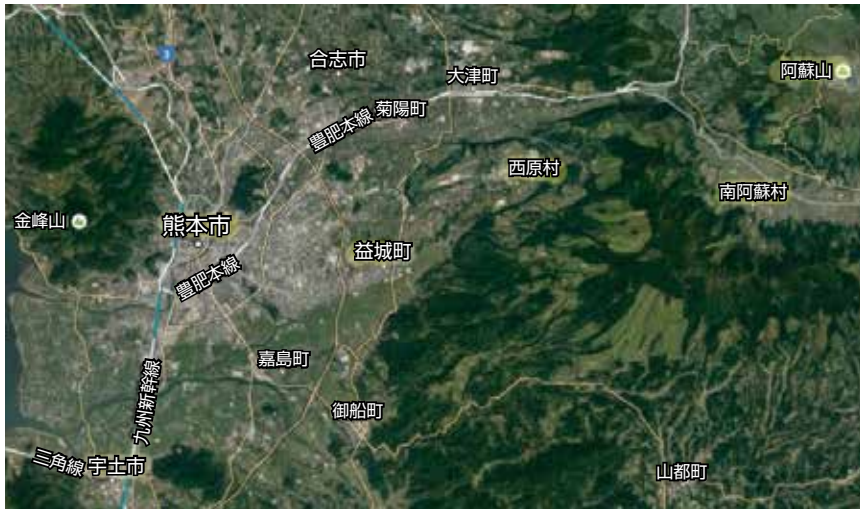 3
合志市
大津町
阿蘇山
菊陽町
豊肥本線
西原村
南阿蘇村
金峰山
熊本市
益城町
豊肥本線
嘉島町
九州新幹線
御船町
三角線
宇土市
山都町